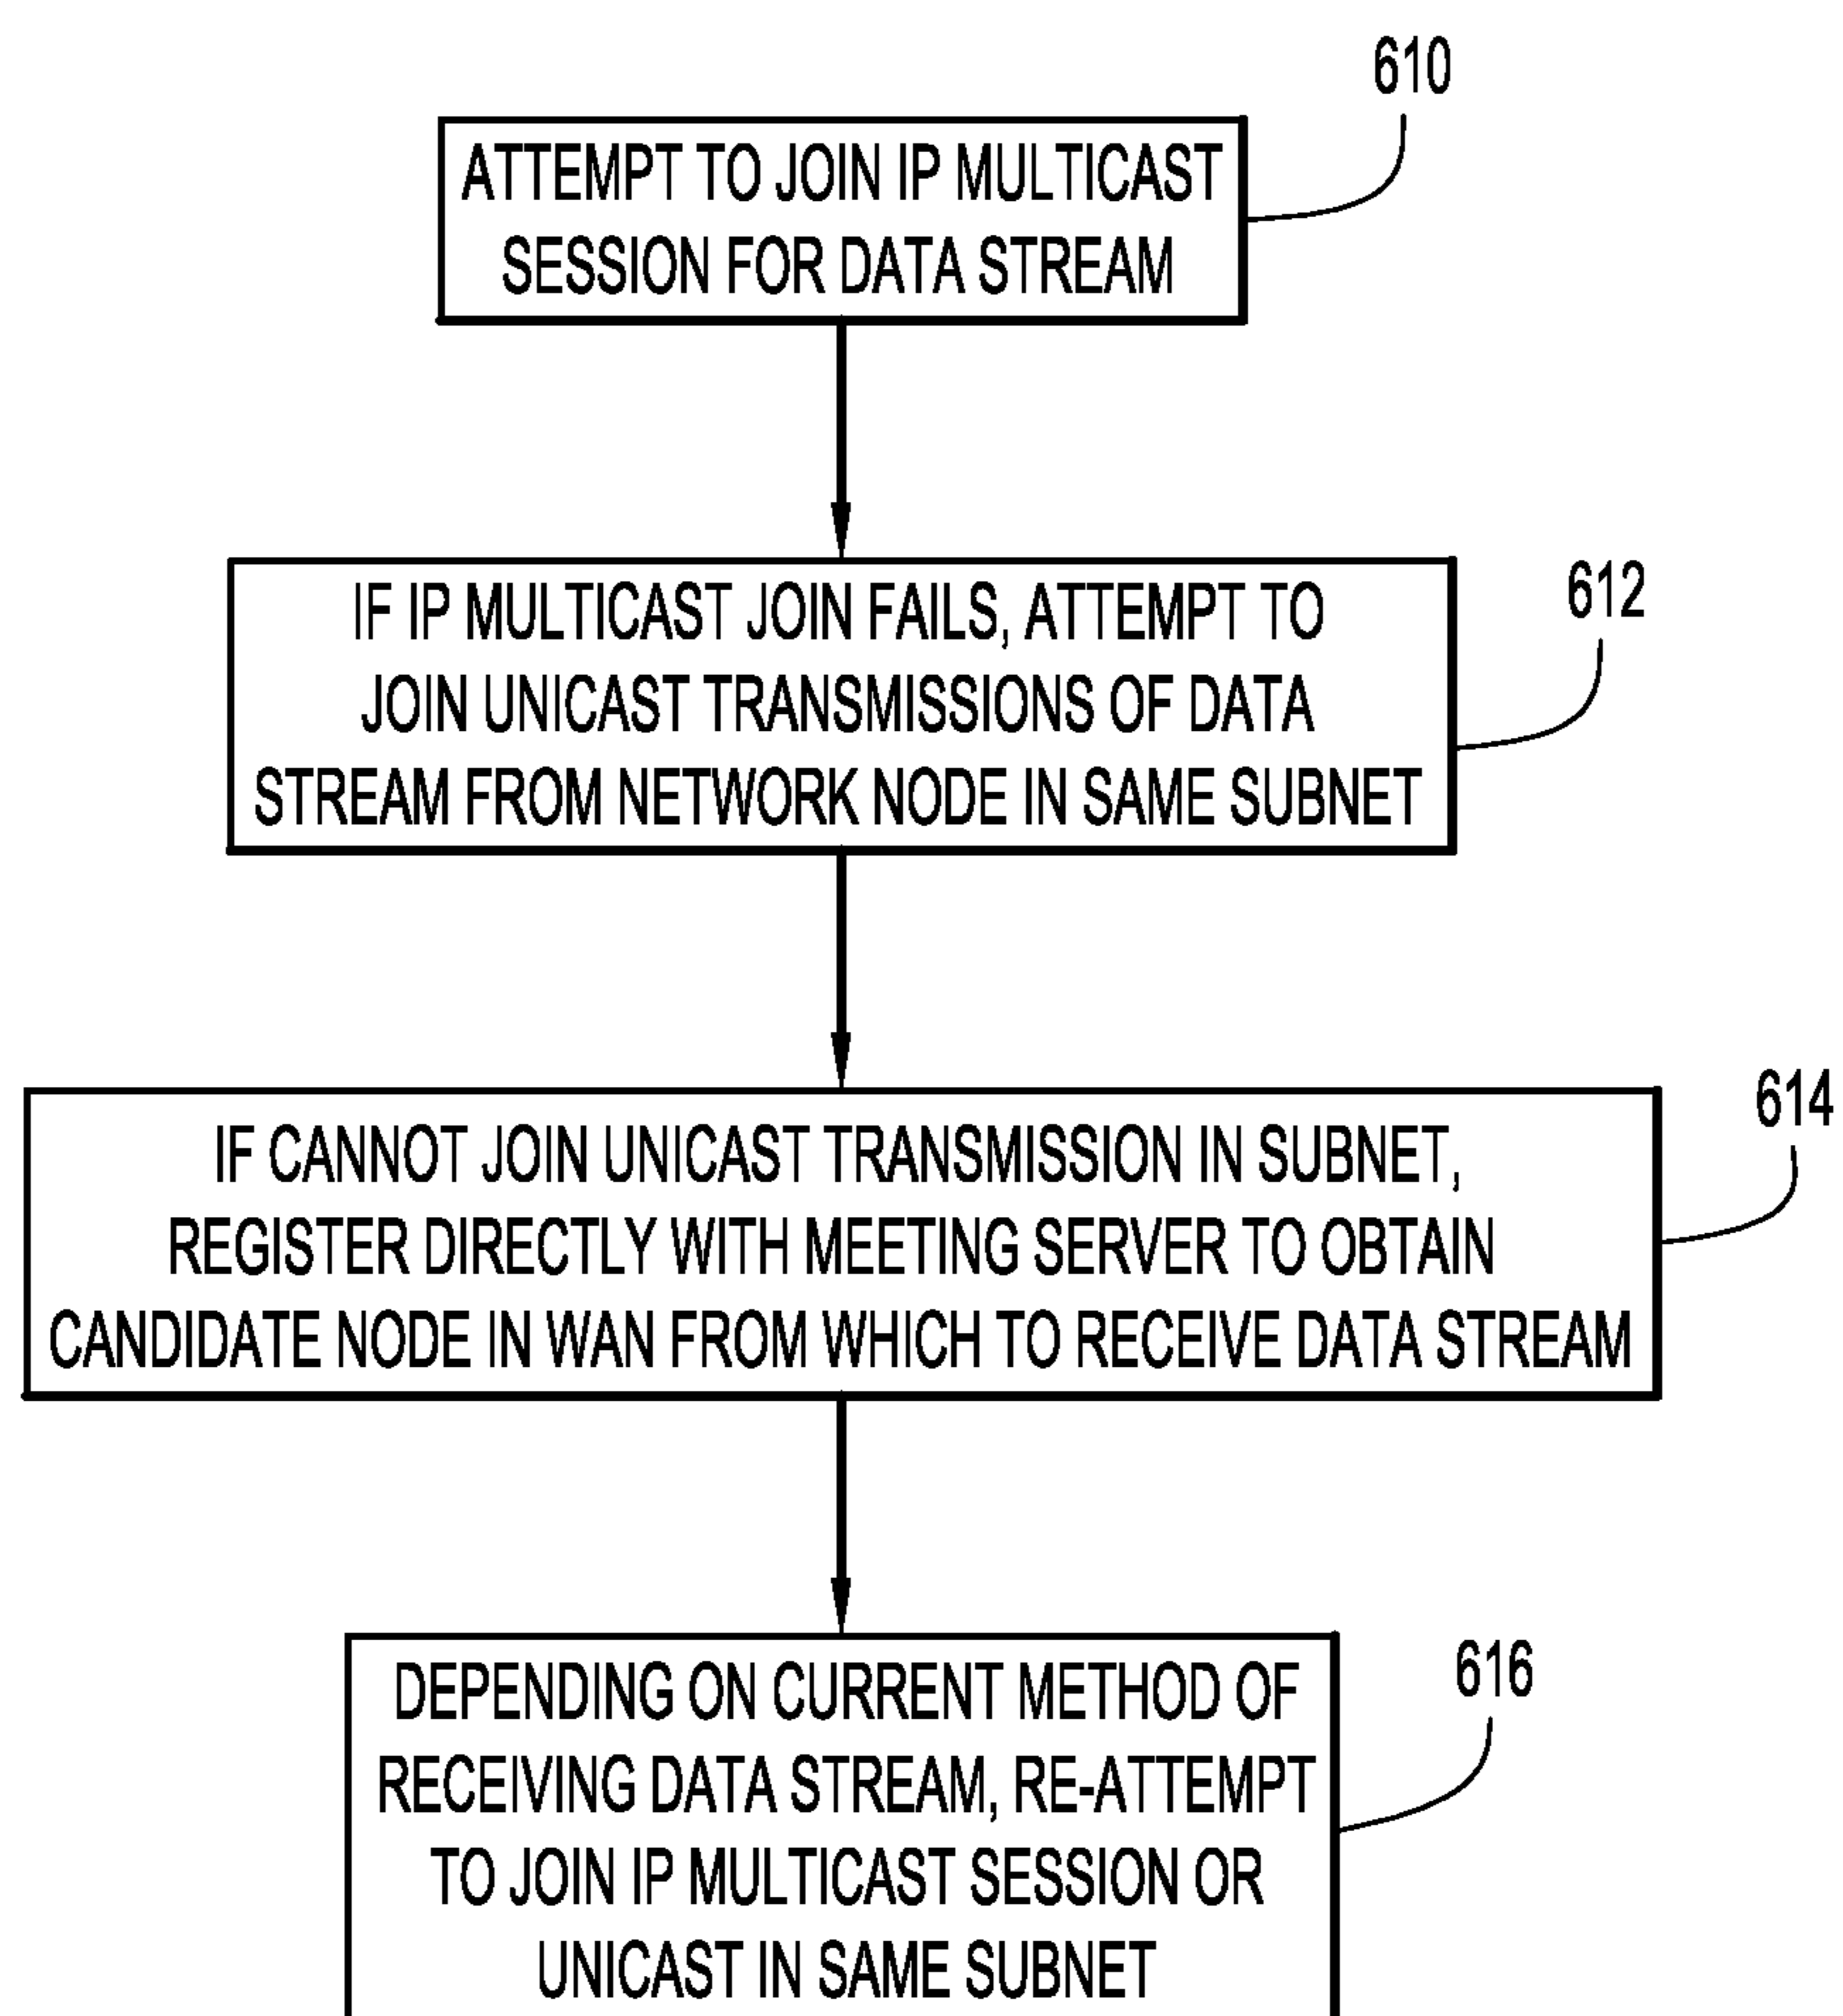 610
ATTEMPT TO JOIN IP MULTICAST
SESSION FOR DATA STREAM
612
IF IP MULTICAST JOIN FAILS, ATTEMPT TO
JOIN UNICAST TRANSMISSIONS OF DATA
STREAM FROM NETWORK NODE IN SAME SUBNET
614
IF CANNOT JOIN UNICAST TRANSMISSION IN SUBNET,
REGISTER DIRECTLY WITH MEETING SERVER TO OBTAIN
CANDIDATE NODE IN WAN FROM WHICH TO RECEIVE DATA STREAM
616
DEPENDING ON CURRENT METHOD OF
RECEIVING DATA STREAM, RE-ATTEMPT
TO JOIN IP MULTICAST SESSION OR
UNICAST IN SAME SUBNET